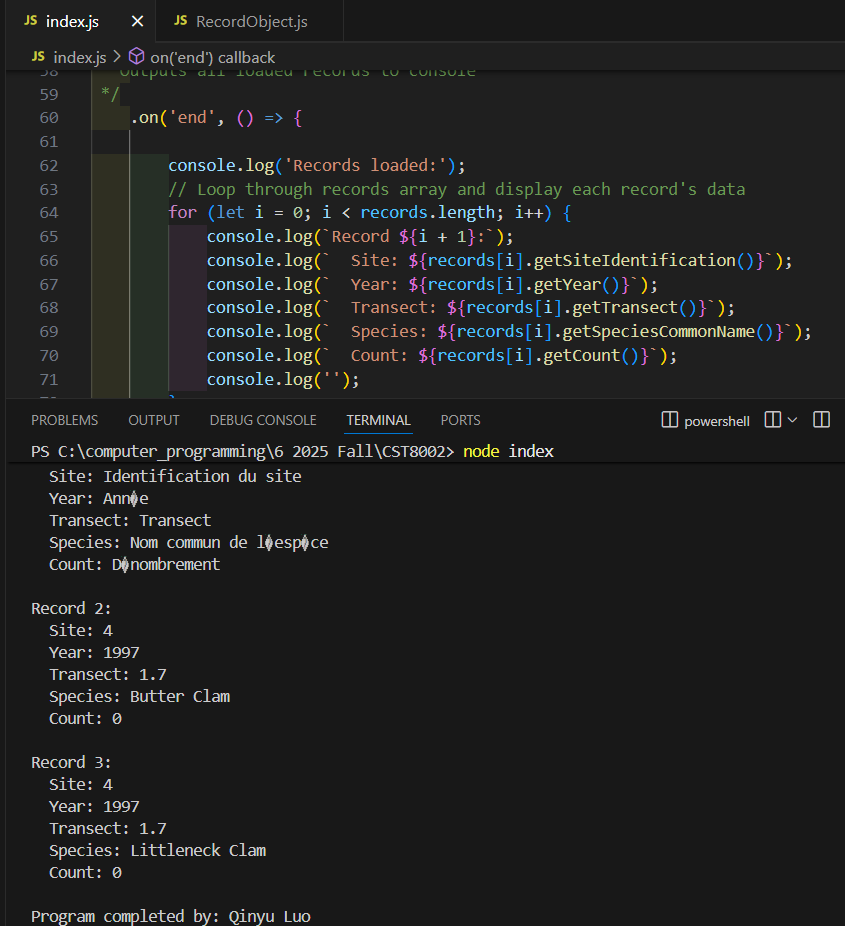 JS index.js × JS RecordObject.js
JS index.js > on('end') callback
58 Outputs all loaded records to console
59 */
60 .on('end', () => {
61
62 console.log('Records loaded:');
63 // Loop through records array and display each record's data
64 for (let i = 0; i < records.length; i++) {
65 console.log(`Record ${i + 1}:`);
66 console.log(`  Site: ${records[i].getSiteIdentification()}`);
67 console.log(`  Year: ${records[i].getYear()}`);
68 console.log(`  Transect: ${records[i].getTransect()}`);
69 console.log(`  Species: ${records[i].getSpeciesCommonName()}`);
70 console.log(`  Count: ${records[i].getCount()}`);
71 console.log('');
PROBLEMS OUTPUT DEBUG CONSOLE TERMINAL PORTS powershell
PS C:\computer_programming\6 2025 Fall\CST8002> node index
Site: Identification du site
Year: Ann�e
Transect: Transect
Species: Nom commun de l�esp�ce
Count: D�nombrement
Record 2:
Site: 4
Year: 1997
Transect: 1.7
Species: Butter Clam
Count: 0
Record 3:
Site: 4
Year: 1997
Transect: 1.7
Species: Littleneck Clam
Count: 0
Program completed by: Qinyu Luo